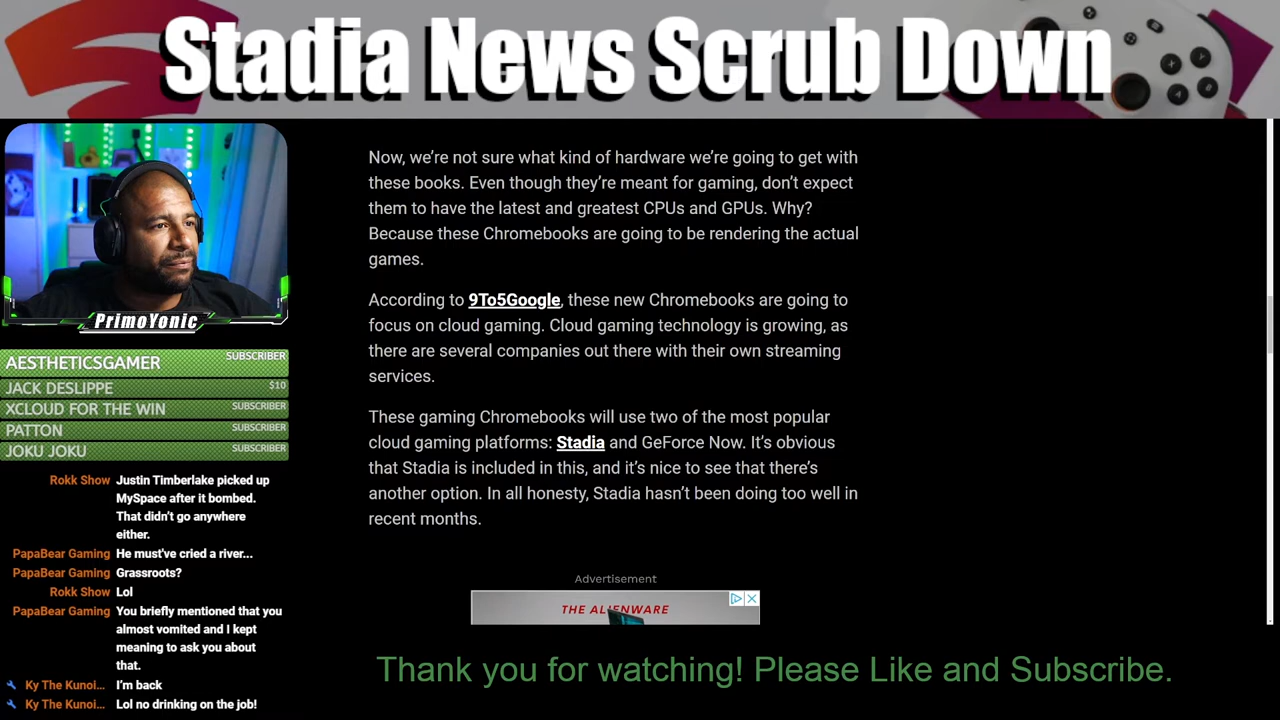 Stadia News Scrub Down
PrimoYonic
AESTHETICSGAMER SUBSCRIBER
JACK DESLIPPE $10
XCLOUD FOR THE WIN SUBSCRIBER
PATTON SUBSCRIBER
JOKU JOKU SUBSCRIBER
Rokk Show Justin Timberlake picked up
MySpace after it bombed.
That didn't go anywhere
either.
PapaBear Gaming He must've cried a river...
PapaBear Gaming Grassroots?
Rokk Show Lol
PapaBear Gaming You briefly mentioned that you
almost vomited and I kept
meaning to ask you about
that.
Ky The Kunoi... I'm back
Ky The Kunoi... Lol no drinking on the job!
Now, we're not sure what kind of hardware we're going to get with
these books. Even though they're meant for gaming, don't expect
them to have the latest and greatest CPUs and GPUs. Why?
Because these Chromebooks are going to be rendering the actual
games.
According to 9To5Google, these new Chromebooks are going to
focus on cloud gaming. Cloud gaming technology is growing, as
there are several companies out there with their own streaming
services.
These gaming Chromebooks will use two of the most popular
cloud gaming platforms: Stadia and GeForce Now. It's obvious
that Stadia is included in this, and it's nice to see that there's
another option. In all honesty, Stadia hasn't been doing too well in
recent months.
Advertisement
THE ALIENWARE
Thank you for watching! Please Like and Subscribe.